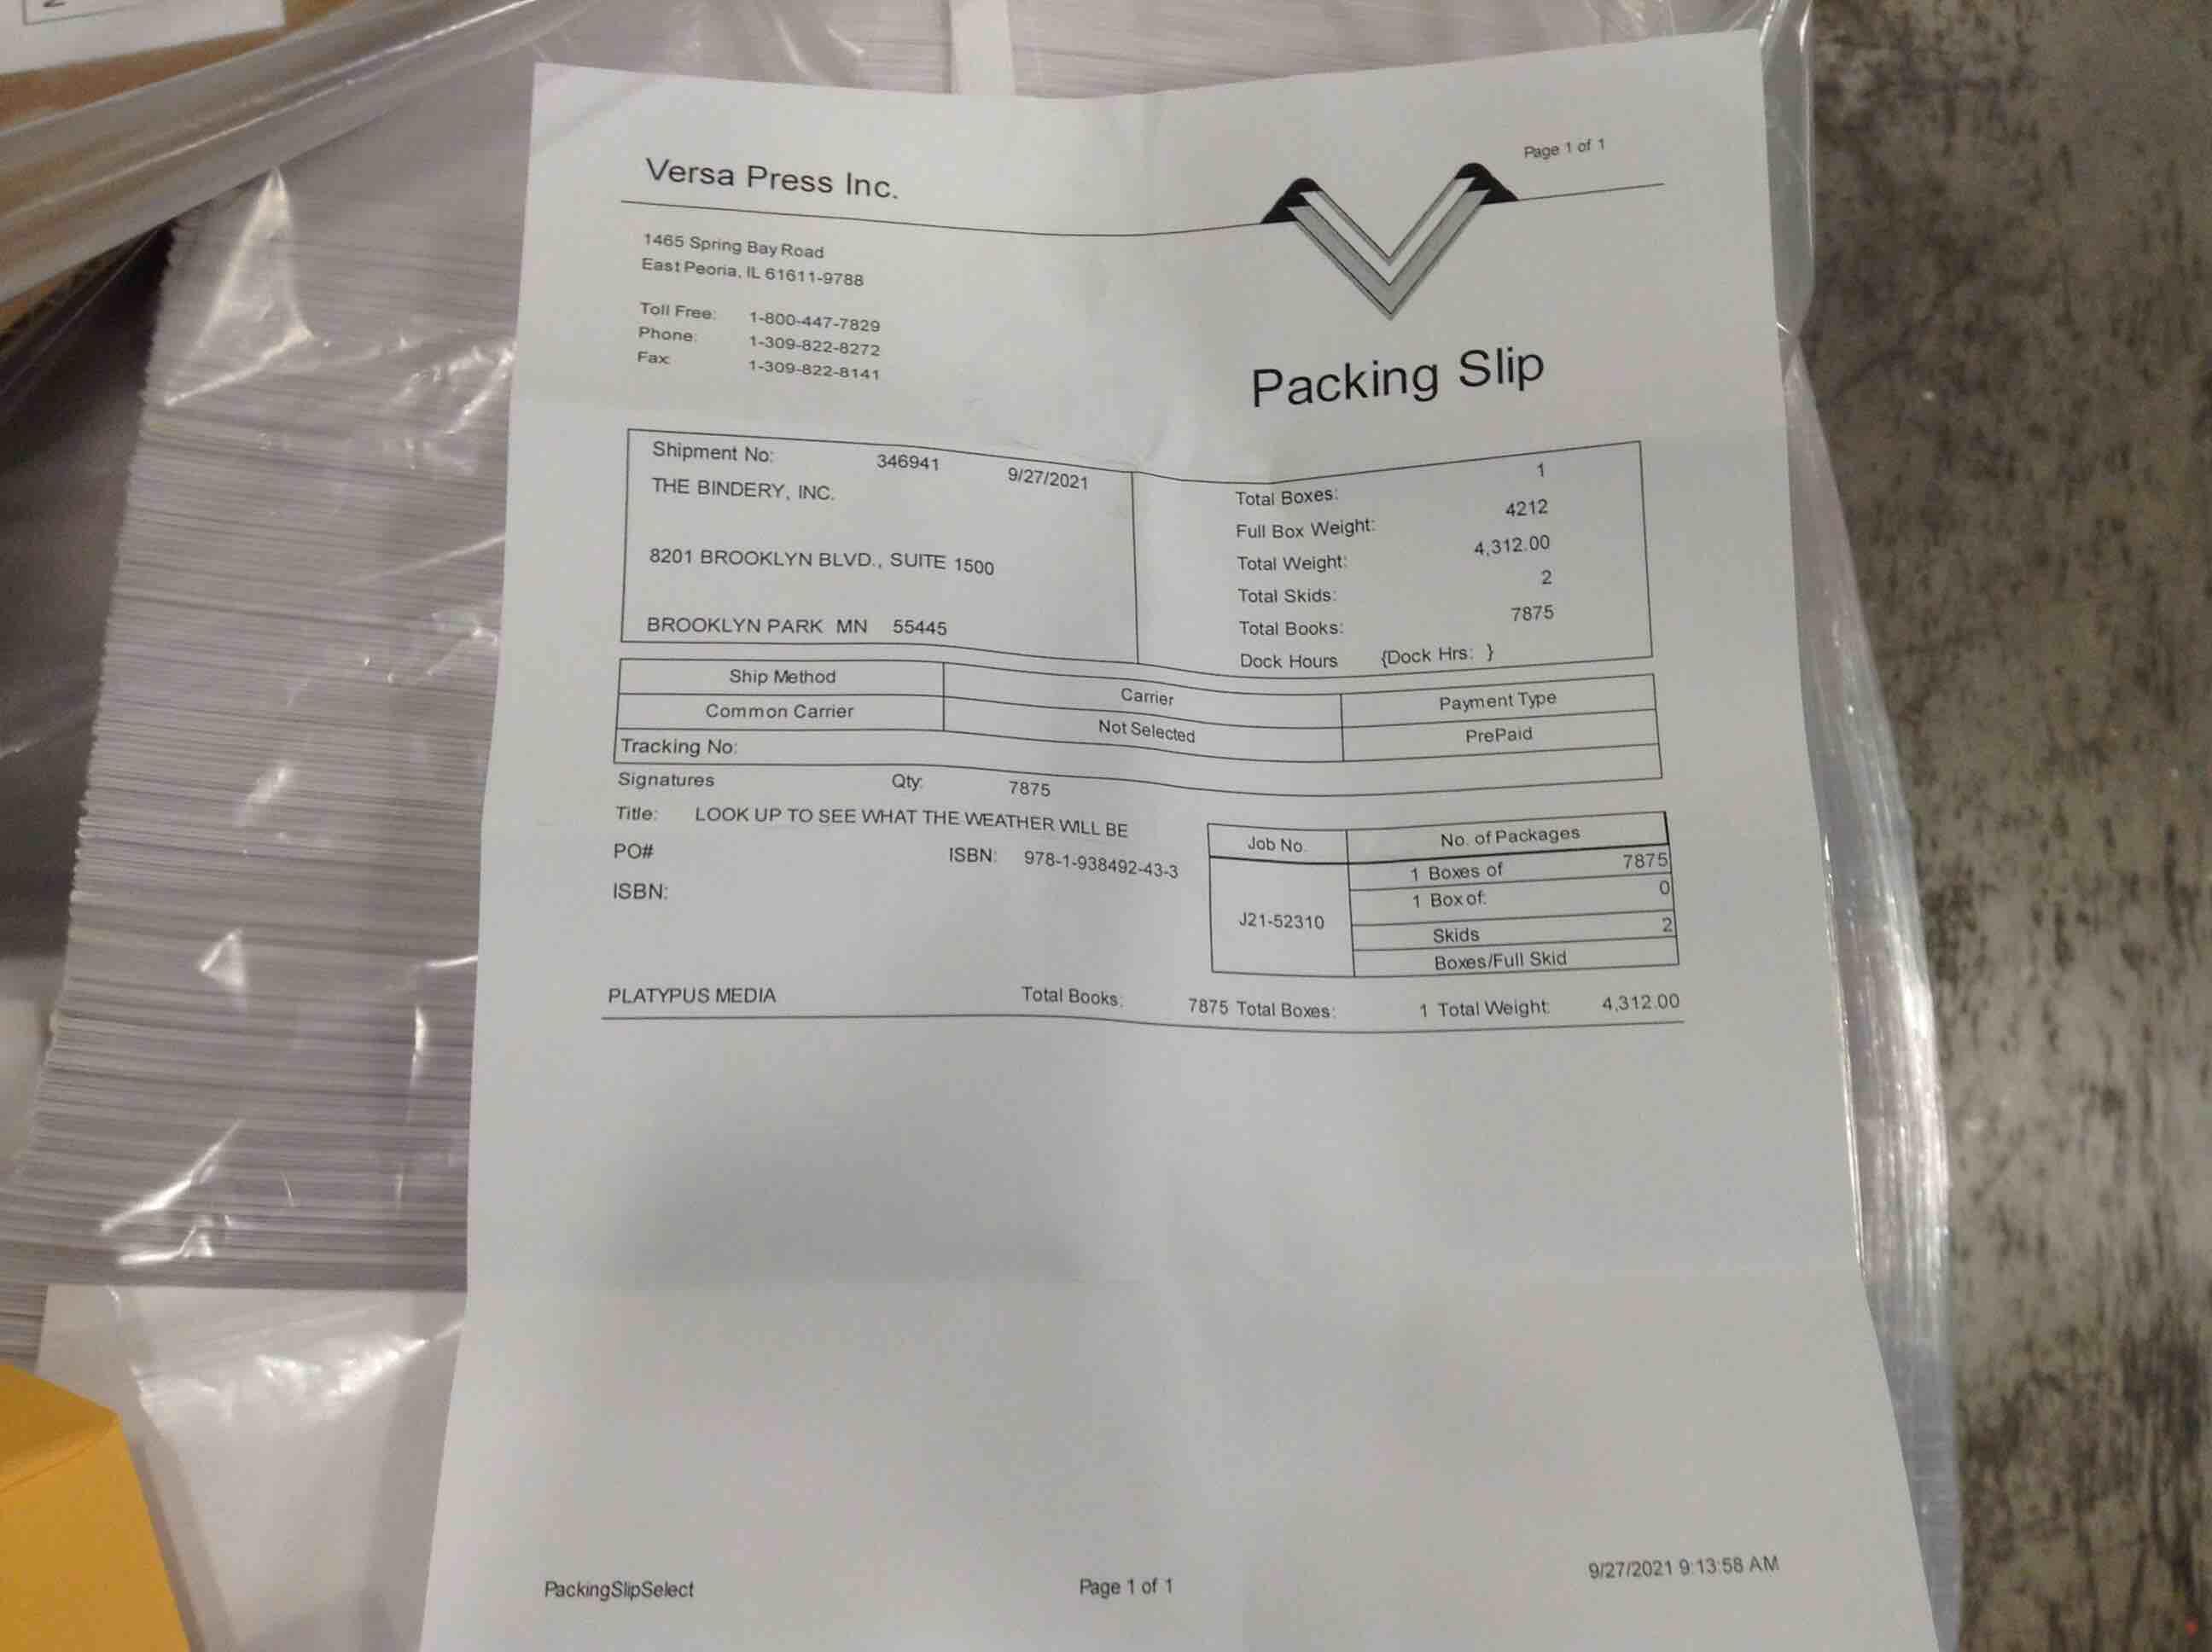 Page 1 of 1
Versa Press Inc.
1465 Spring Bay Road
East Peoria, IL 61611-9788
Toll Free: 1-800-447-7829
Phone: 1-309-822-8272
Fax: 1-309-822-8141
Packing Slip
Shipment No: 346941 9/27/2021
THE BINDERY, INC.
8201 BROOKLYN BLVD., SUITE 1500
BROOKLYN PARK MN 55445
Total Boxes: 1
Full Box Weight: 4212
Total Weight: 4,312.00
Total Skids: 2
Total Books: 7875
Dock Hours {Dock Hrs: }
Ship Method Carrier Payment Type
Common Carrier Not Selected PrePaid
Tracking No:
Signatures Qty: 7875
Title: LOOK UP TO SEE WHAT THE WEATHER WILL BE
PO# ISBN: 978-1-938492-43-3
ISBN:
Job No. No. of Packages
J21-52310
1 Boxes of 7875
1 Box of: 0
Skids 2
Boxes/Full Skid
PLATYPUS MEDIA Total Books: 7875 Total Boxes: 1 Total Weight: 4,312.00
PackingSlipSelect Page 1 of 1 9/27/2021 9:13:58 AM